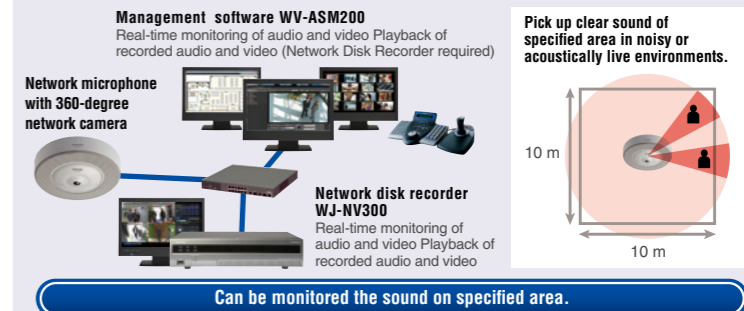 Management software WV-ASM200
Real-time monitoring of audio and video Playback of
recorded audio and video (Network Disk Recorder required)
Network microphone
with 360-degree
network camera
Network disk recorder
WJ-NV300
Real-time monitoring of
audio and video Playback of
recorded audio and video
Pick up clear sound of
specified area in noisy or
acoustically live environments.
10 m
10 m
Can be monitored the sound on specified area.